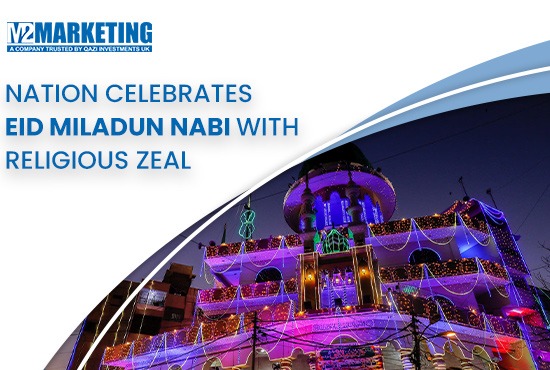 M2MARKETING
A COMPANY TRUSTED BY QAZI INVESTMENTS UK
NATION CELEBRATES
EID MILADUN NABI WITH
RELIGIOUS ZEAL